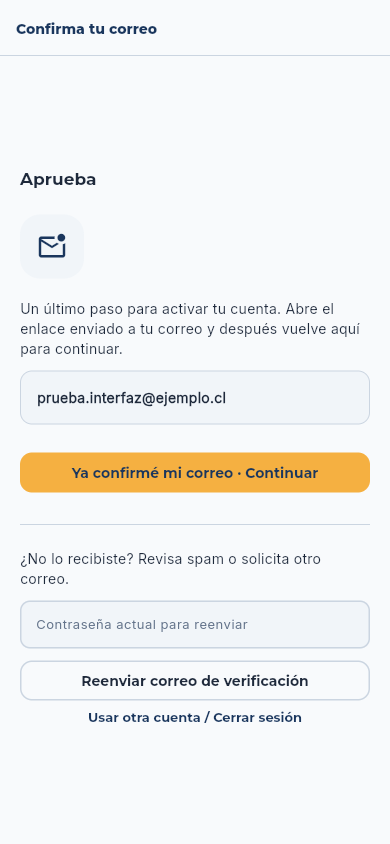 Confirma tu correo
Aprueba
Un último paso para activar tu cuenta. Abre el
enlace enviado a tu correo y después vuelve aquí
para continuar.
prueba.interfaz@ejemplo.cl
Ya confirmé mi correo · Continuar
¿No lo recibiste? Revisa spam o solicita otro
correo.
Contraseña actual para reenviar
Reenviar correo de verificación
Usar otra cuenta / Cerrar sesión